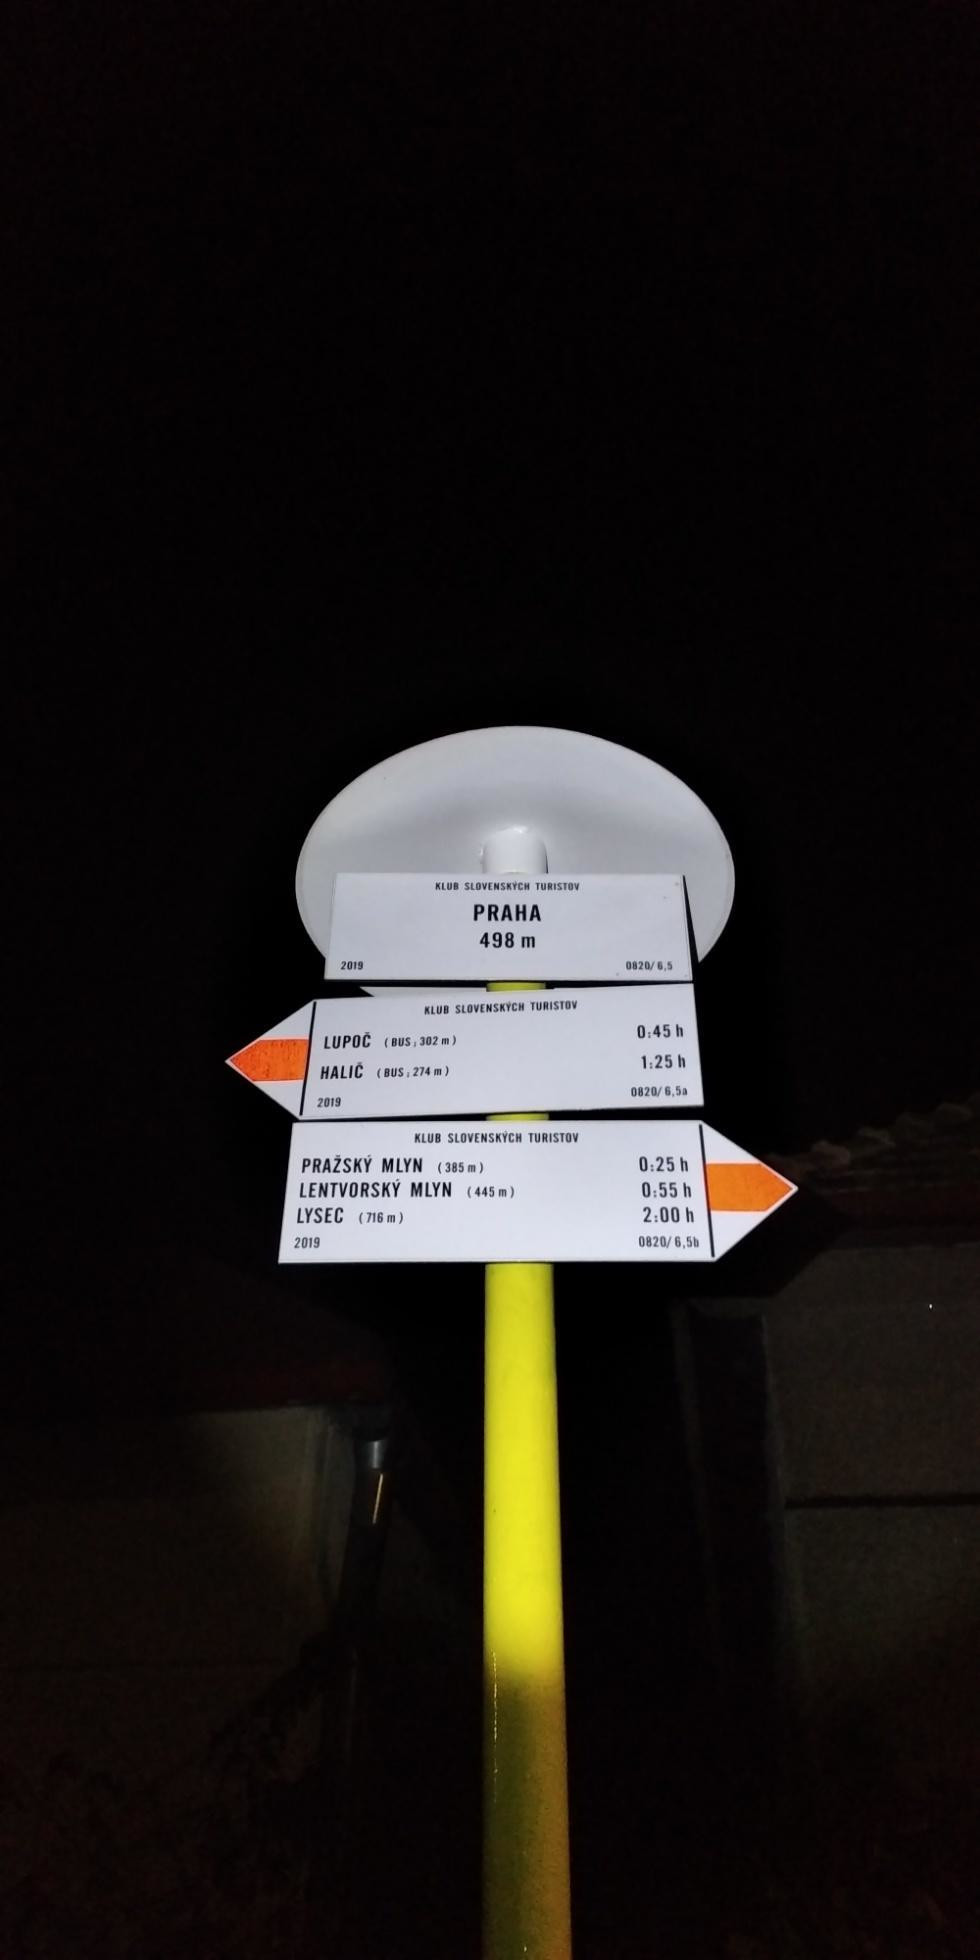 KLUB SLOVENSKÝCH TURISTOV
PRAHA
498 m
2019 0820/6,5
KLUB SLOVENSKÝCH TURISTOV
LUPOČ (BUS; 302 m) 0:45 h
HALIČ (BUS; 274 m) 1:25 h
2019 0820/6,5a
KLUB SLOVENSKÝCH TURISTOV
PRAŽSKÝ MLYN (385 m) 0:25 h
LENTVORSKÝ MLYN (445 m) 0:55 h
LYSEC (716 m) 2:00 h
2019 0820/6,5b